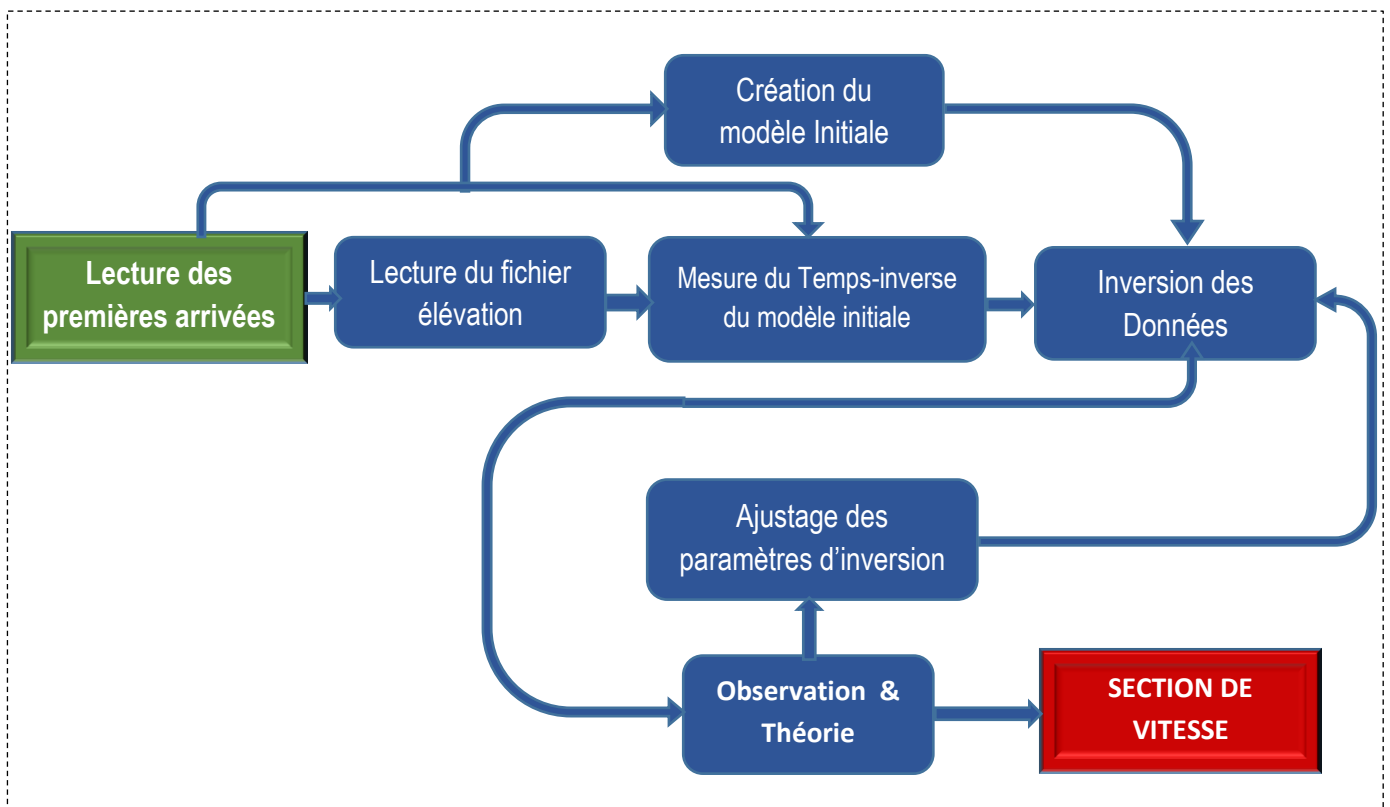 Création du
modèle Initiale
Lecture des
premières arrivées
Lecture du fichier
élévation
Mesure du Temps-inverse
du modèle initiale
Inversion des
Données
Ajustage des
paramètres d’inversion
Observation & 
Théorie
SECTION DE
VITESSE